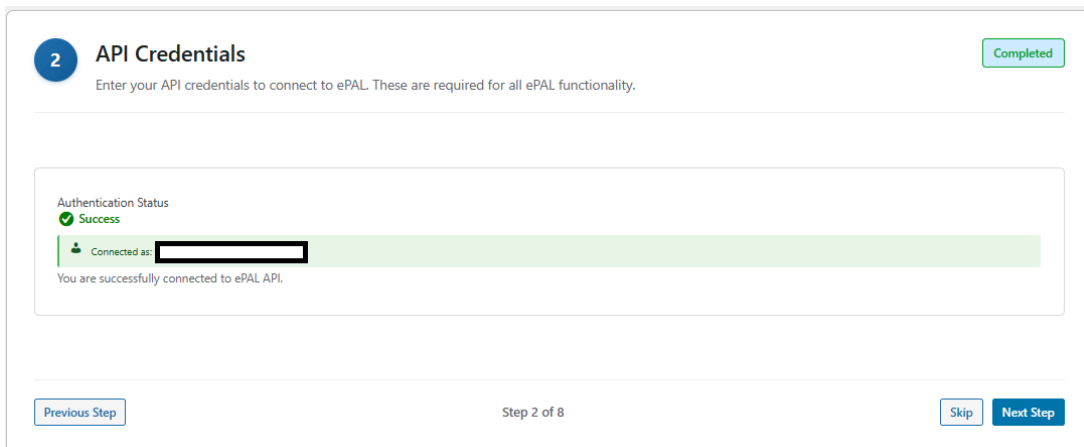 2
API Credentials
Completed
Enter your API credentials to connect to ePAL. These are required for all ePAL functionality.
Authentication Status
Success
Connected as:
You are successfully connected to ePAL API.
Previous Step
Step 2 of 8
Skip
Next Step